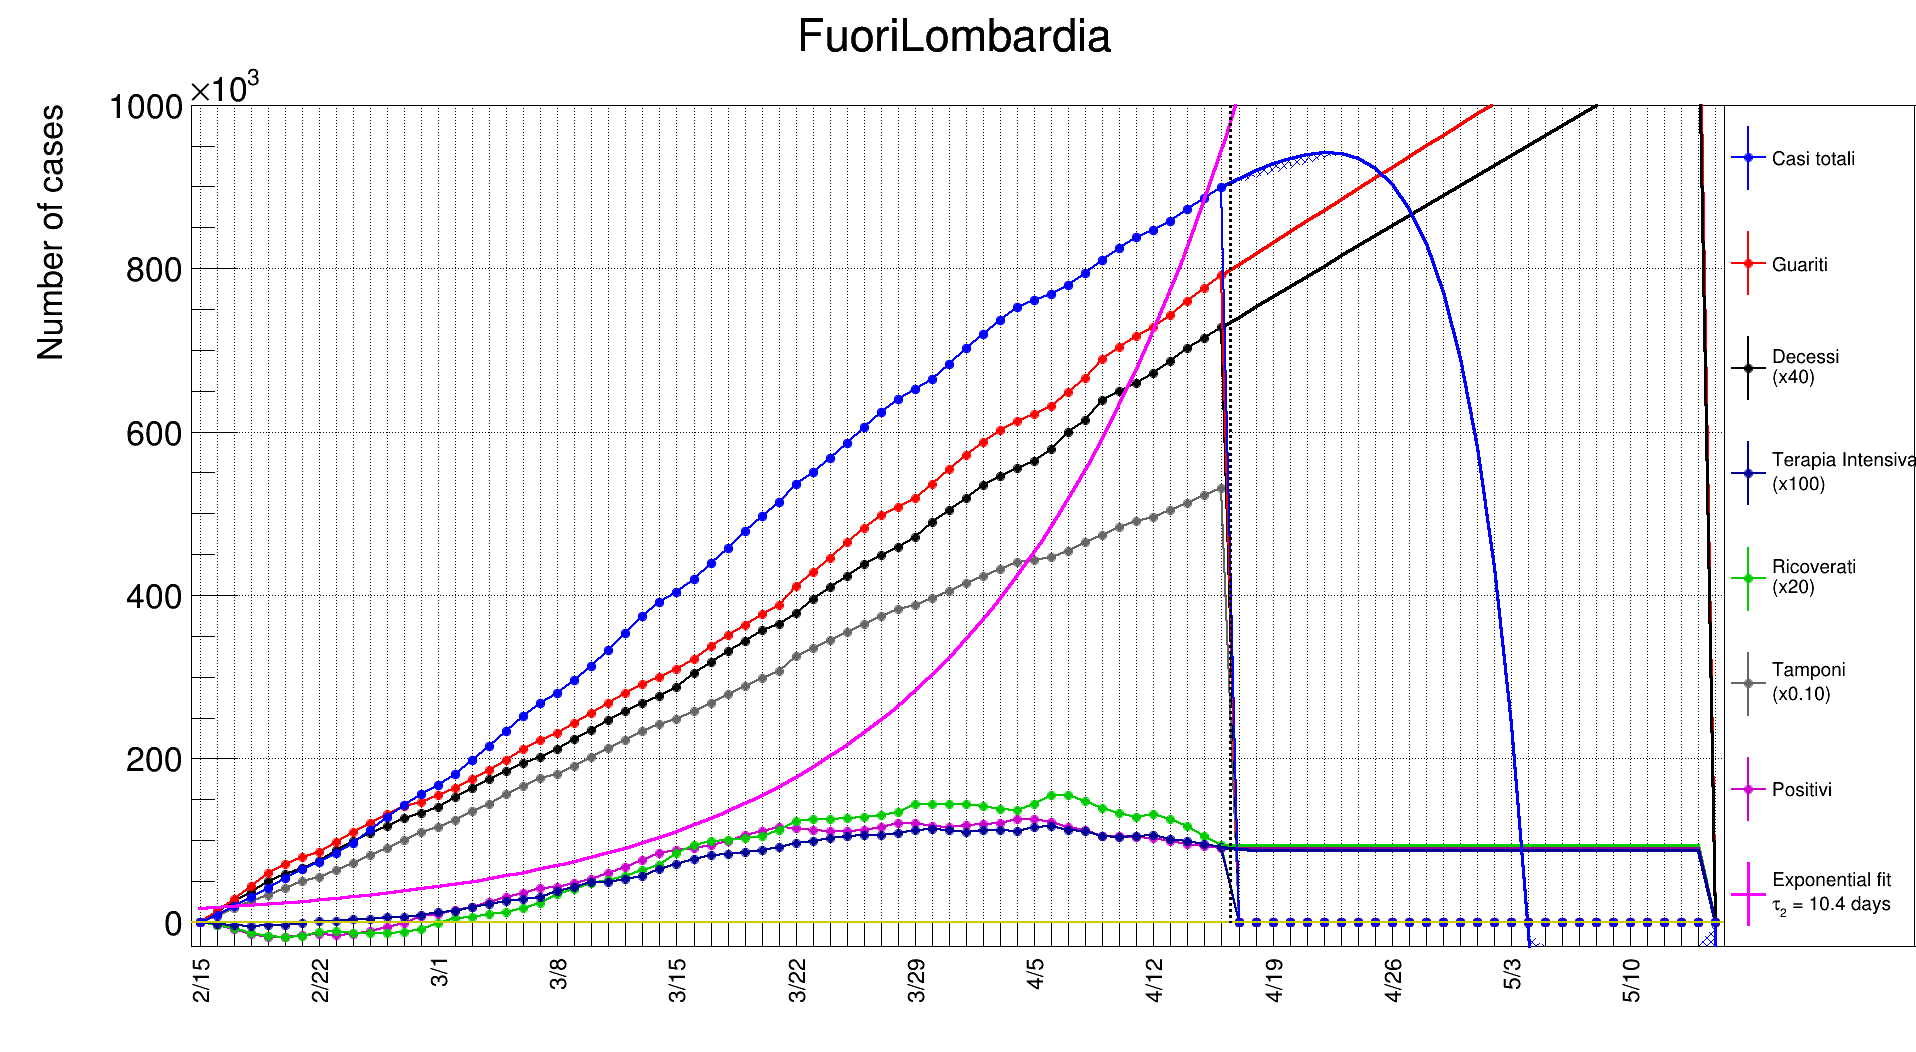 FuoriLombardia
×10³
Number of cases
1000
800
600
400
200
0
2/15
2/22
3/1
3/8
3/15
3/22
3/29
4/5
4/12
4/19
4/26
5/3
5/10
Casi totali
Guariti
Decessi
(x40)
Terapia Intensiva
(x100)
Ricoverati
(x20)
Tamponi
(x0.10)
Positivi
Exponential fit
τ₂ = 10.4 days